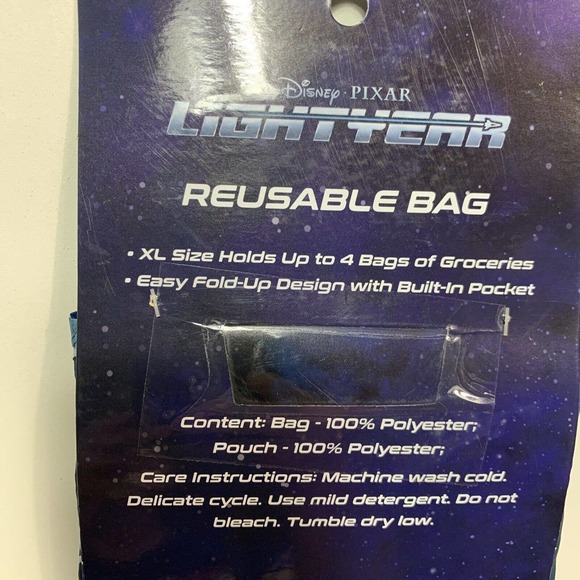 Disney · PIXAR
LIGHTYEAR
REUSABLE BAG
• XL Size Holds Up to 4 Bags of Groceries
• Easy Fold-Up Design with Built-In Pocket
Content: Bag - 100% Polyester;
Pouch - 100% Polyester;
Care Instructions: Machine wash cold.
Delicate cycle. Use mild detergent. Do not
bleach. Tumble dry low.